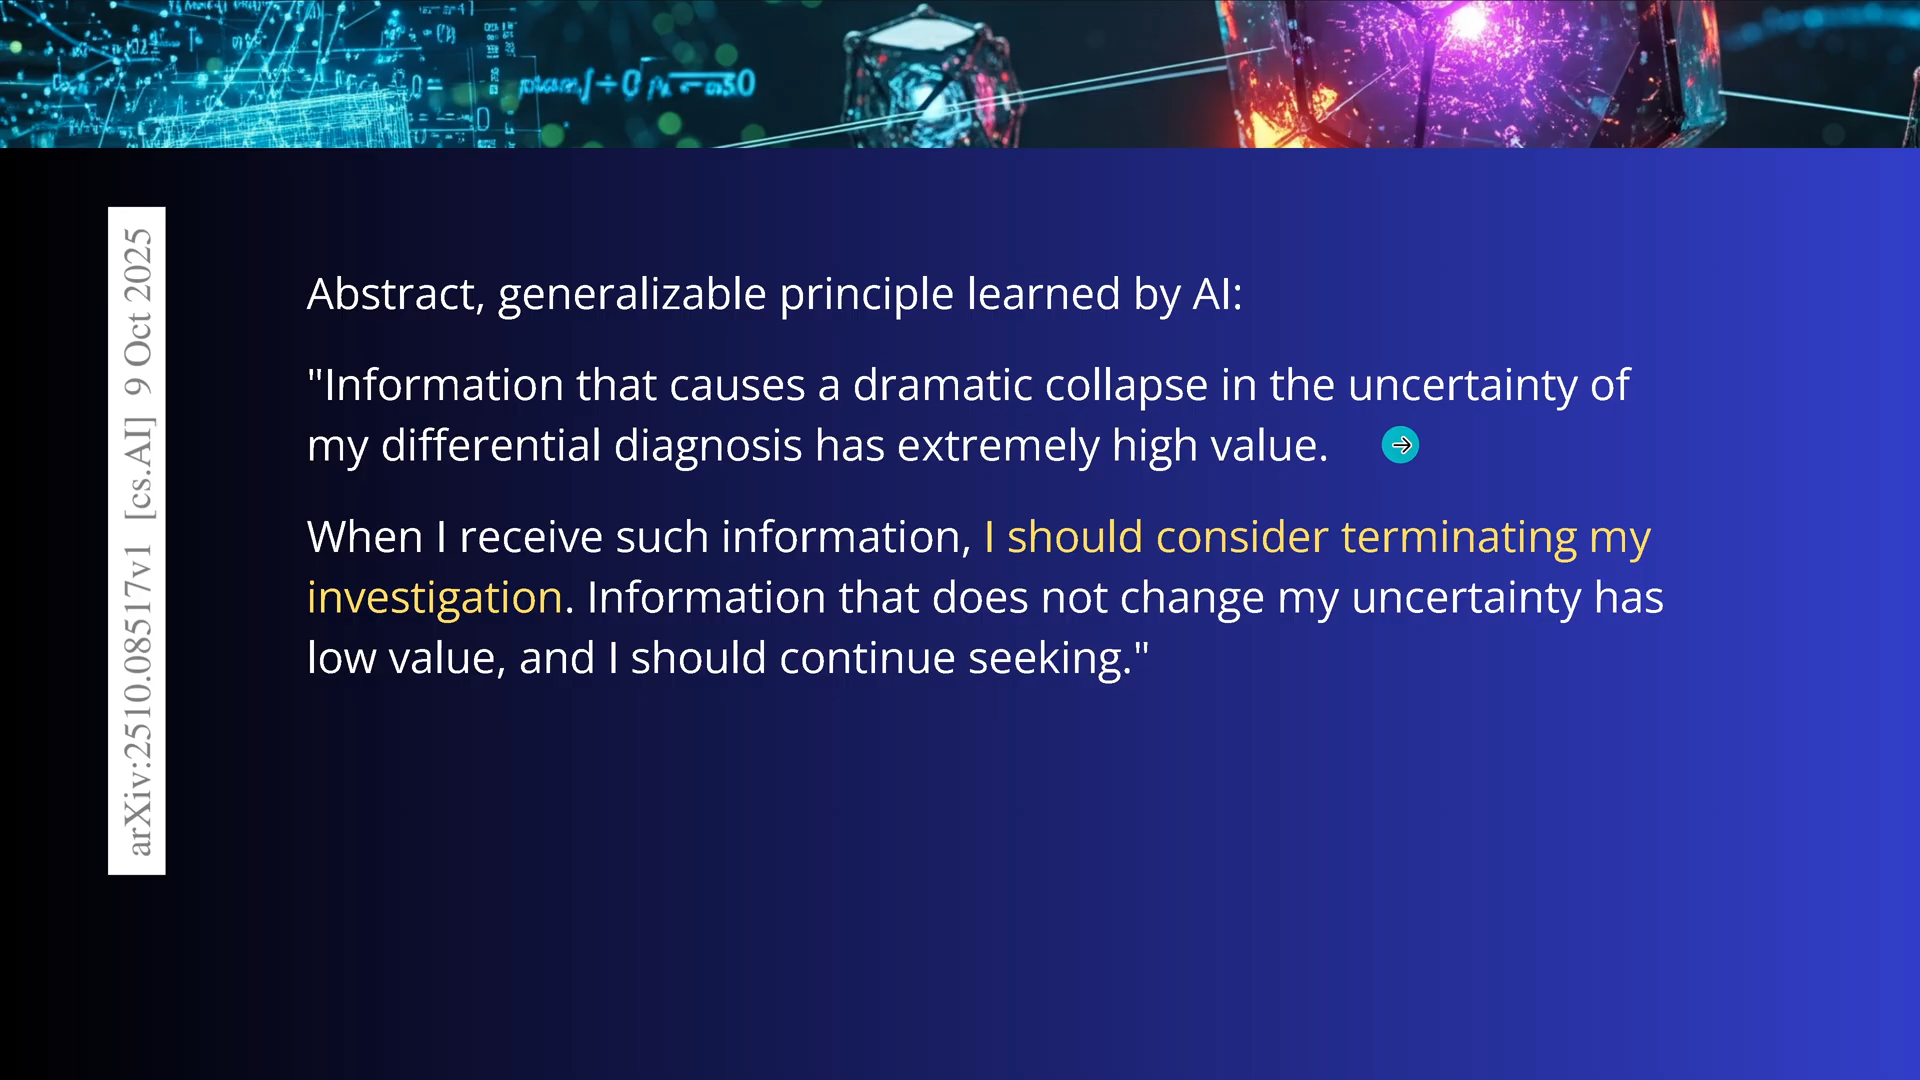 arXiv:2510.08517v1 [cs.AI] 9 Oct 2025
Abstract, generalizable principle learned by AI:
"Information that causes a dramatic collapse in the uncertainty of
my differential diagnosis has extremely high value.
When I receive such information, I should consider terminating my
investigation. Information that does not change my uncertainty has
low value, and I should continue seeking."